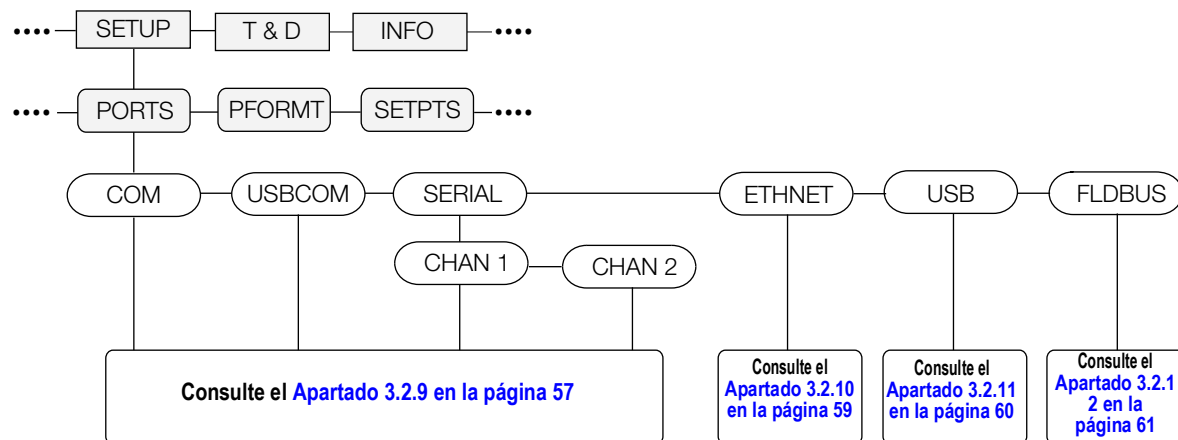 SETUP T & D INFO
PORTS PFORMT SETPTS
COM USBCOM SERIAL ETHNET USB FLDBUS
CHAN 1 CHAN 2
Consulte el Apartado 3.2.9 en la página 57
Consulte el
Apartado 3.2.10
en la página 59
Consulte el
Apartado 3.2.11
en la página 60
Consulte el
Apartado 3.2.1
2 en la
página 61